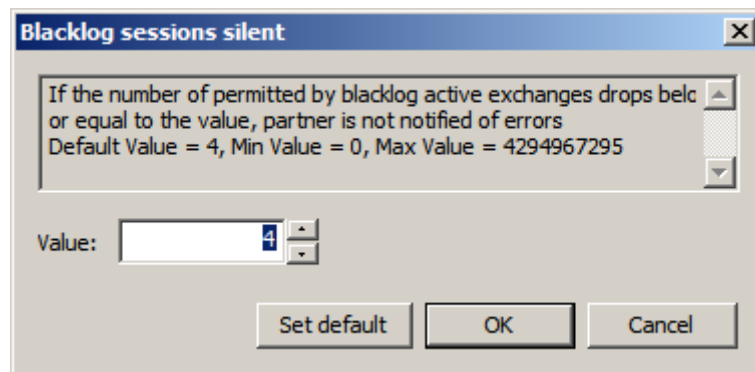 Blacklog sessions silent
If the number of permitted by blacklog active exchanges drops belo
or equal to the value, partner is not notified of errors
Default Value = 4, Min Value = 0, Max Value = 4294967295
Value: 4
Set default OK Cancel